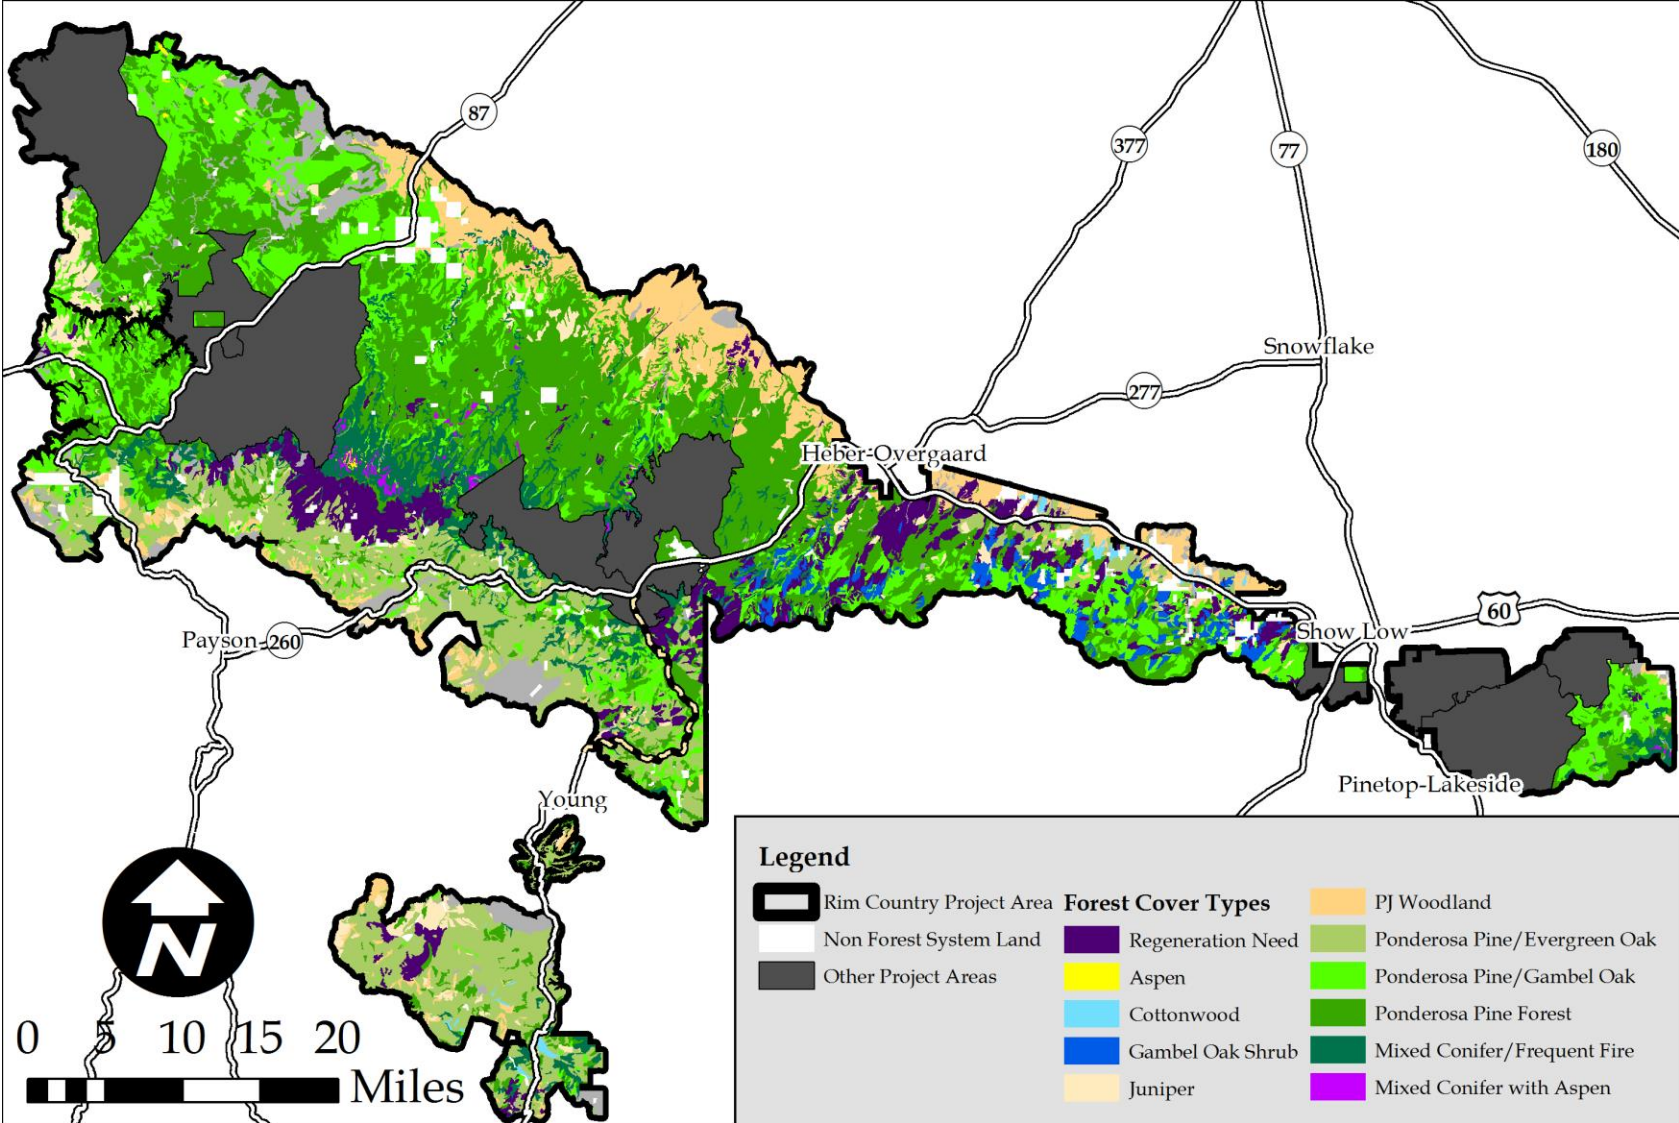 87
377
77
180
Snowflake
277
Heber-Overgaard
60
Show Low
Payson
260
Pinetop-Lakeside
Young
N
0 5 10 15 20
Miles
Legend
Rim Country Project Area
Non Forest System Land
Other Project Areas
Forest Cover Types
Regeneration Need
Aspen
Cottonwood
Gambel Oak Shrub
Juniper
PJ Woodland
Ponderosa Pine/Evergreen Oak
Ponderosa Pine/Gambel Oak
Ponderosa Pine Forest
Mixed Conifer/Frequent Fire
Mixed Conifer with Aspen